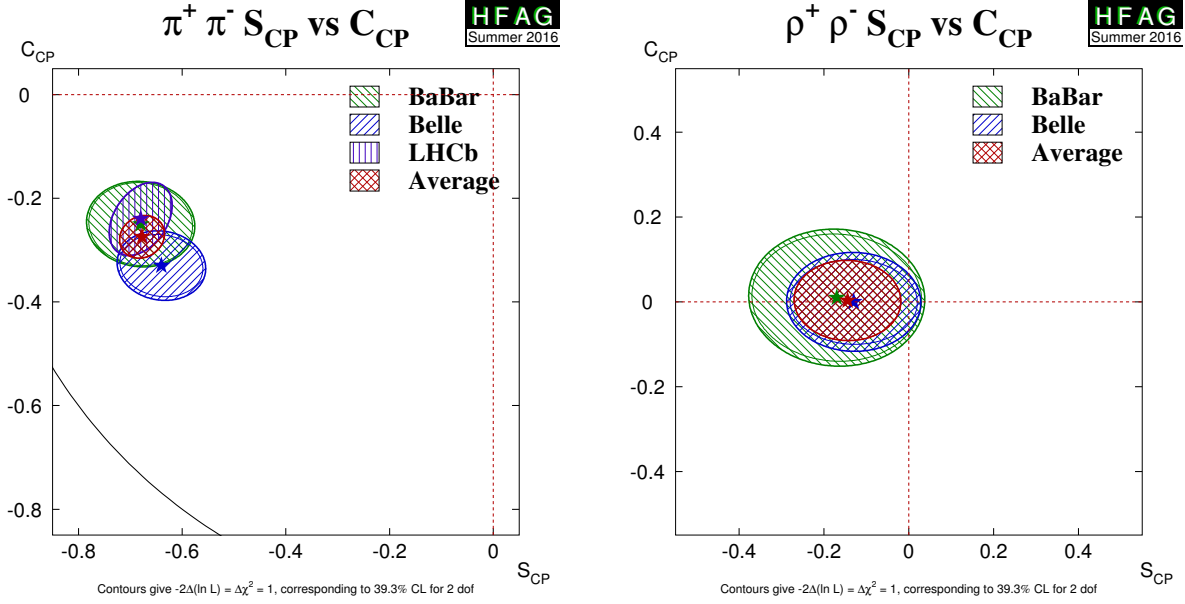 π+ π- S_CP vs C_CP
HFAG
Summer 2016
C_CP
BaBar
Belle
LHCb
Average
0
-0.2
-0.4
-0.6
-0.8
-0.8 -0.6 -0.4 -0.2 0
S_CP
Contours give -2Δ(ln L) = Δχ² = 1, corresponding to 39.3% CL for 2 dof
ρ+ ρ- S_CP vs C_CP
HFAG
Summer 2016
C_CP
BaBar
Belle
Average
0.4
0.2
0
-0.2
-0.4
-0.4 -0.2 0 0.2 0.4
S_CP
Contours give -2Δ(ln L) = Δχ² = 1, corresponding to 39.3% CL for 2 dof